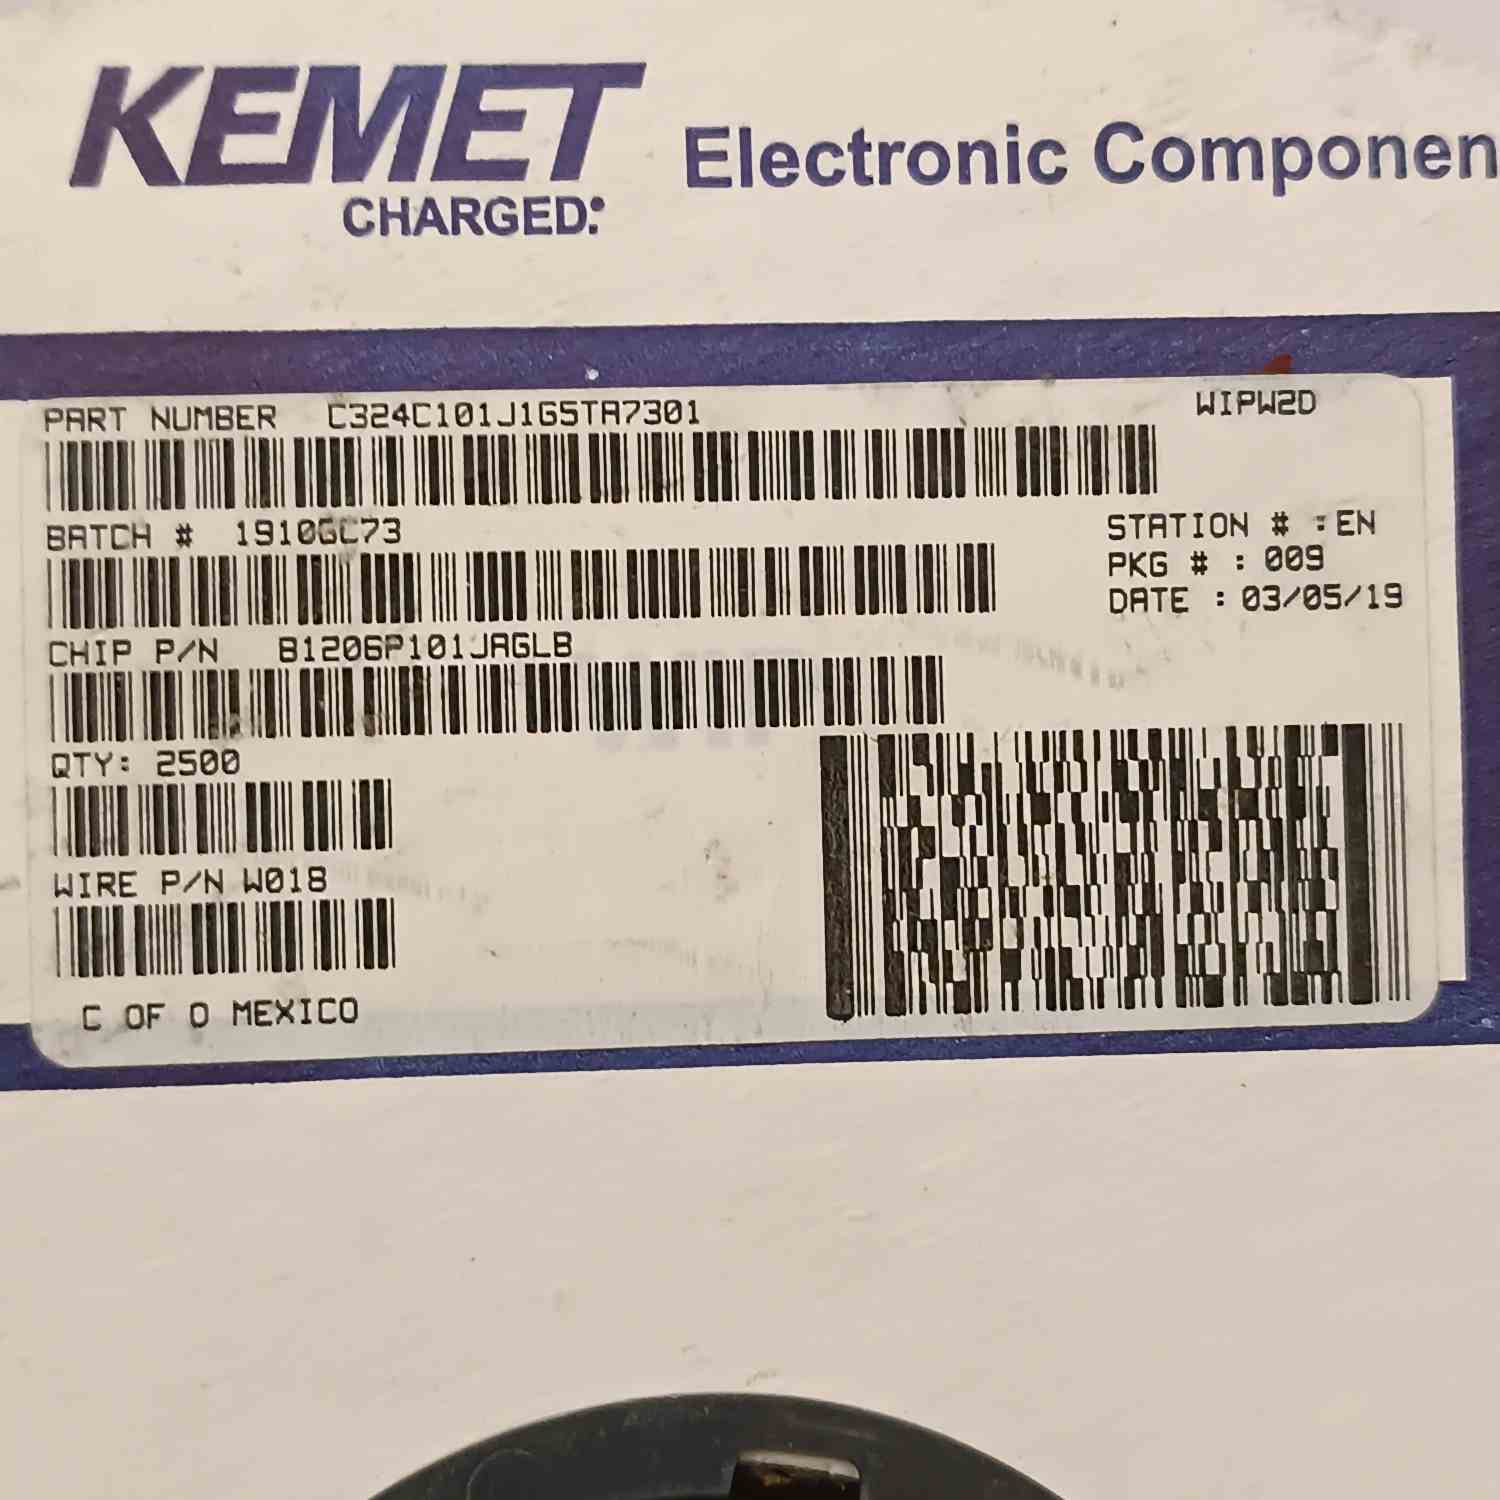 KEMET
CHARGED:
Electronic Componen
PART NUMBER C324C101J1G5TA7301
WIPW2D
BATCH # 1910GC73
STATION # :EN
PKG # : 009
DATE : 03/05/19
CHIP P/N B1206P101JAGLB
QTY: 2500
WIRE P/N W018
C OF O MEXICO